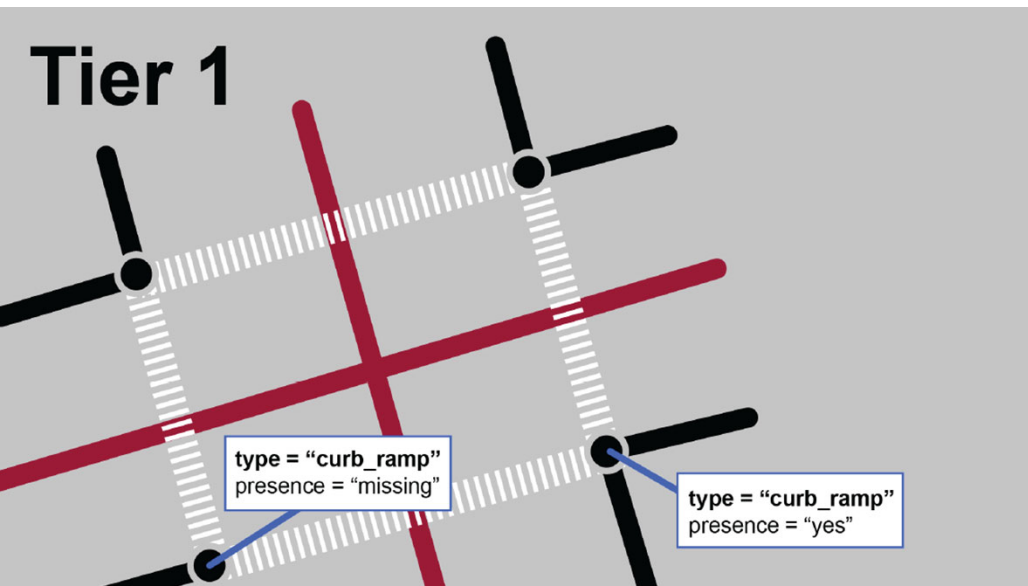 Tier 1
type = “curb_ramp”
presence = “missing”
type = “curb_ramp”
presence = “yes”